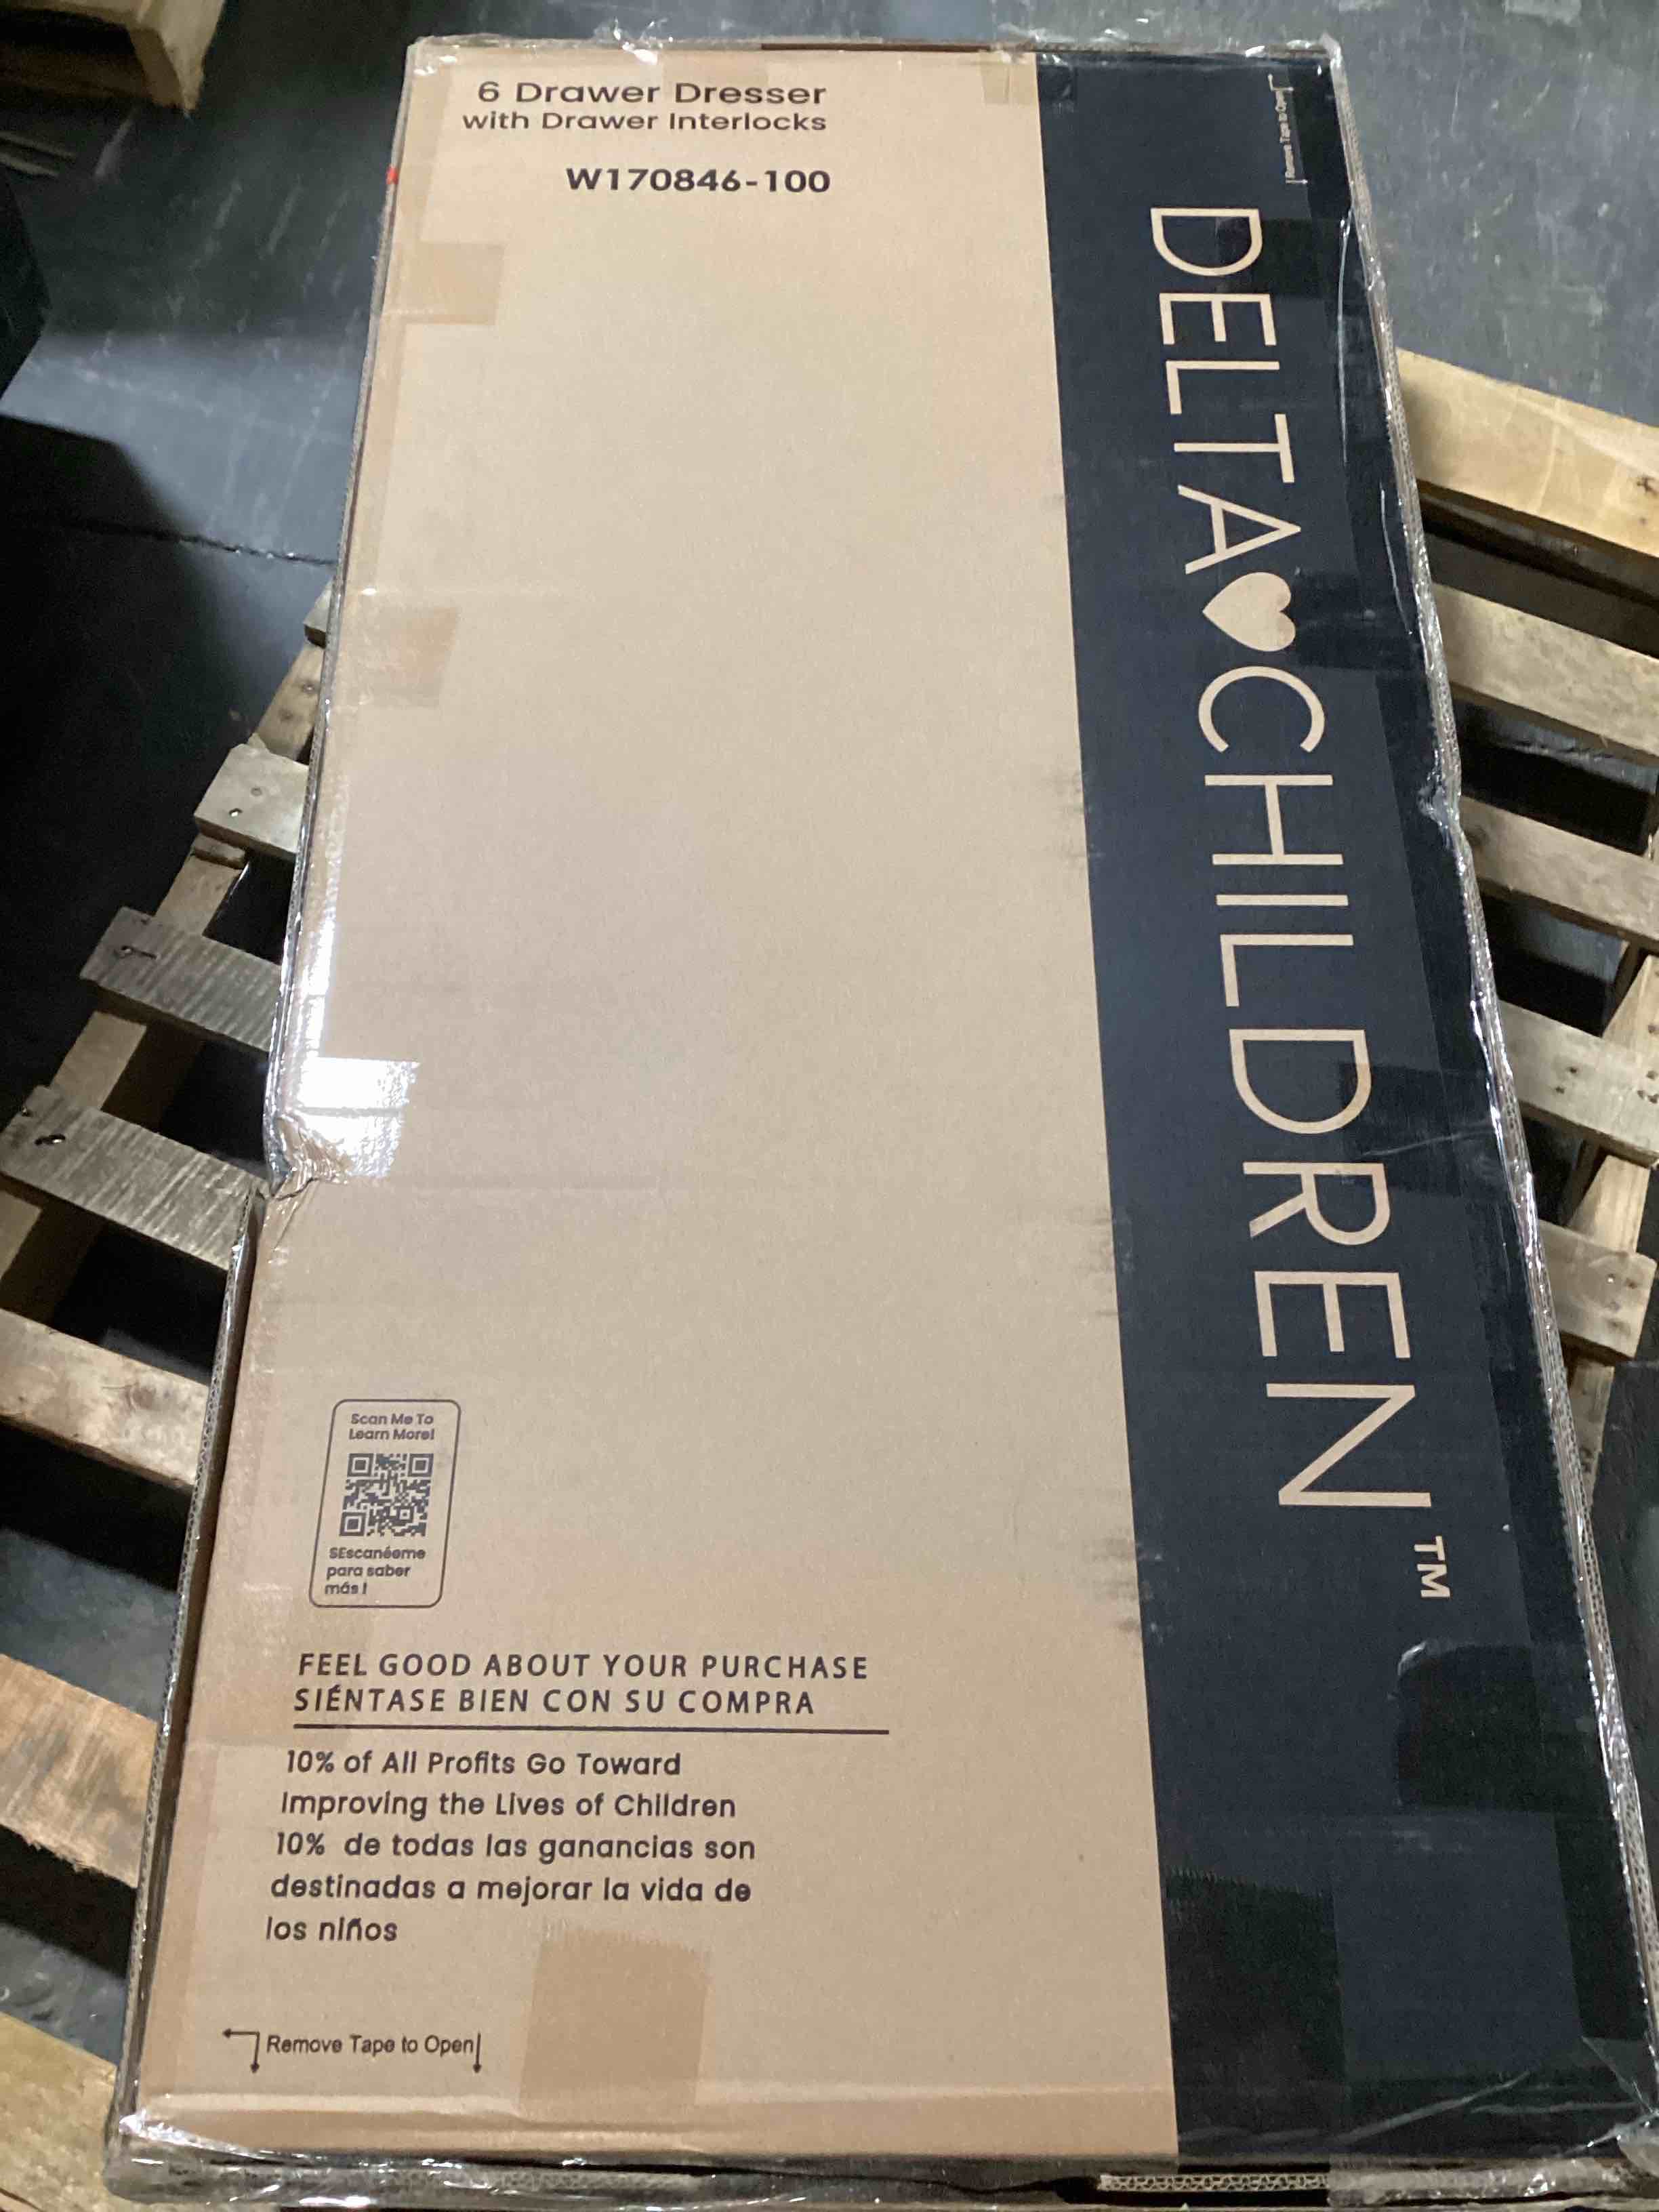 6 Drawer Dresser
with Drawer Interlocks
W170846-100
Remove Tape to Open
DELTA♥CHILDREN™
Scan Me To
Learn More!
SEscanéeme
para saber
más !
FEEL GOOD ABOUT YOUR PURCHASE
SIÉNTASE BIEN CON SU COMPRA
10% of All Profits Go Toward
Improving the Lives of Children
10% de todas las ganancias son
destinadas a mejorar la vida de
los niños
Remove Tape to Open